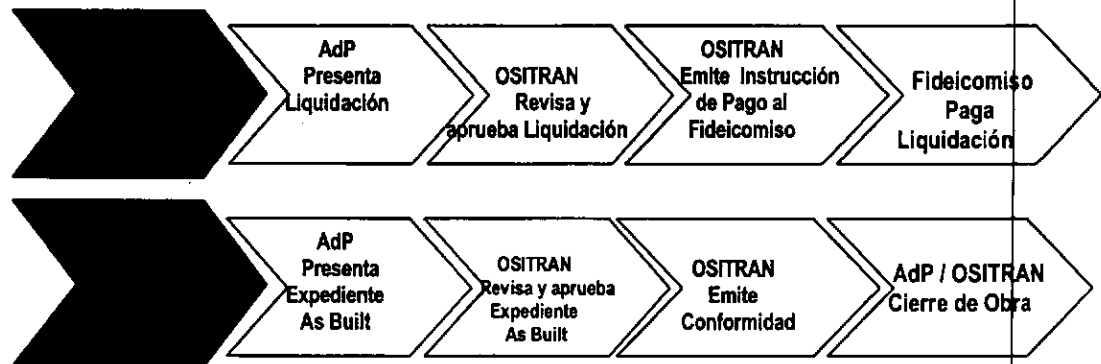 AdP
Presenta
Liquidación
OSITRAN
Revisa y
aprueba Liquidación
OSITRAN
Emite Instrucción
de Pago al
Fideicomiso
Fideicomiso
Paga
Liquidación
AdP
Presenta
Expediente
As Built
OSITRAN
Revisa y aprueba
Expediente
As Built
OSITRAN
Emite
Conformidad
AdP / OSITRAN
Cierre de Obra